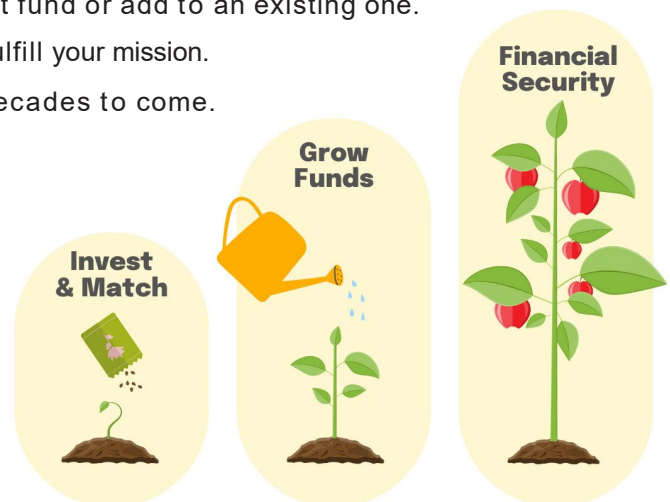 t fund or add to an existing one.
ulfill your mission.
ecades to come.
Financial
Security
Grow
Funds
Invest
& Match